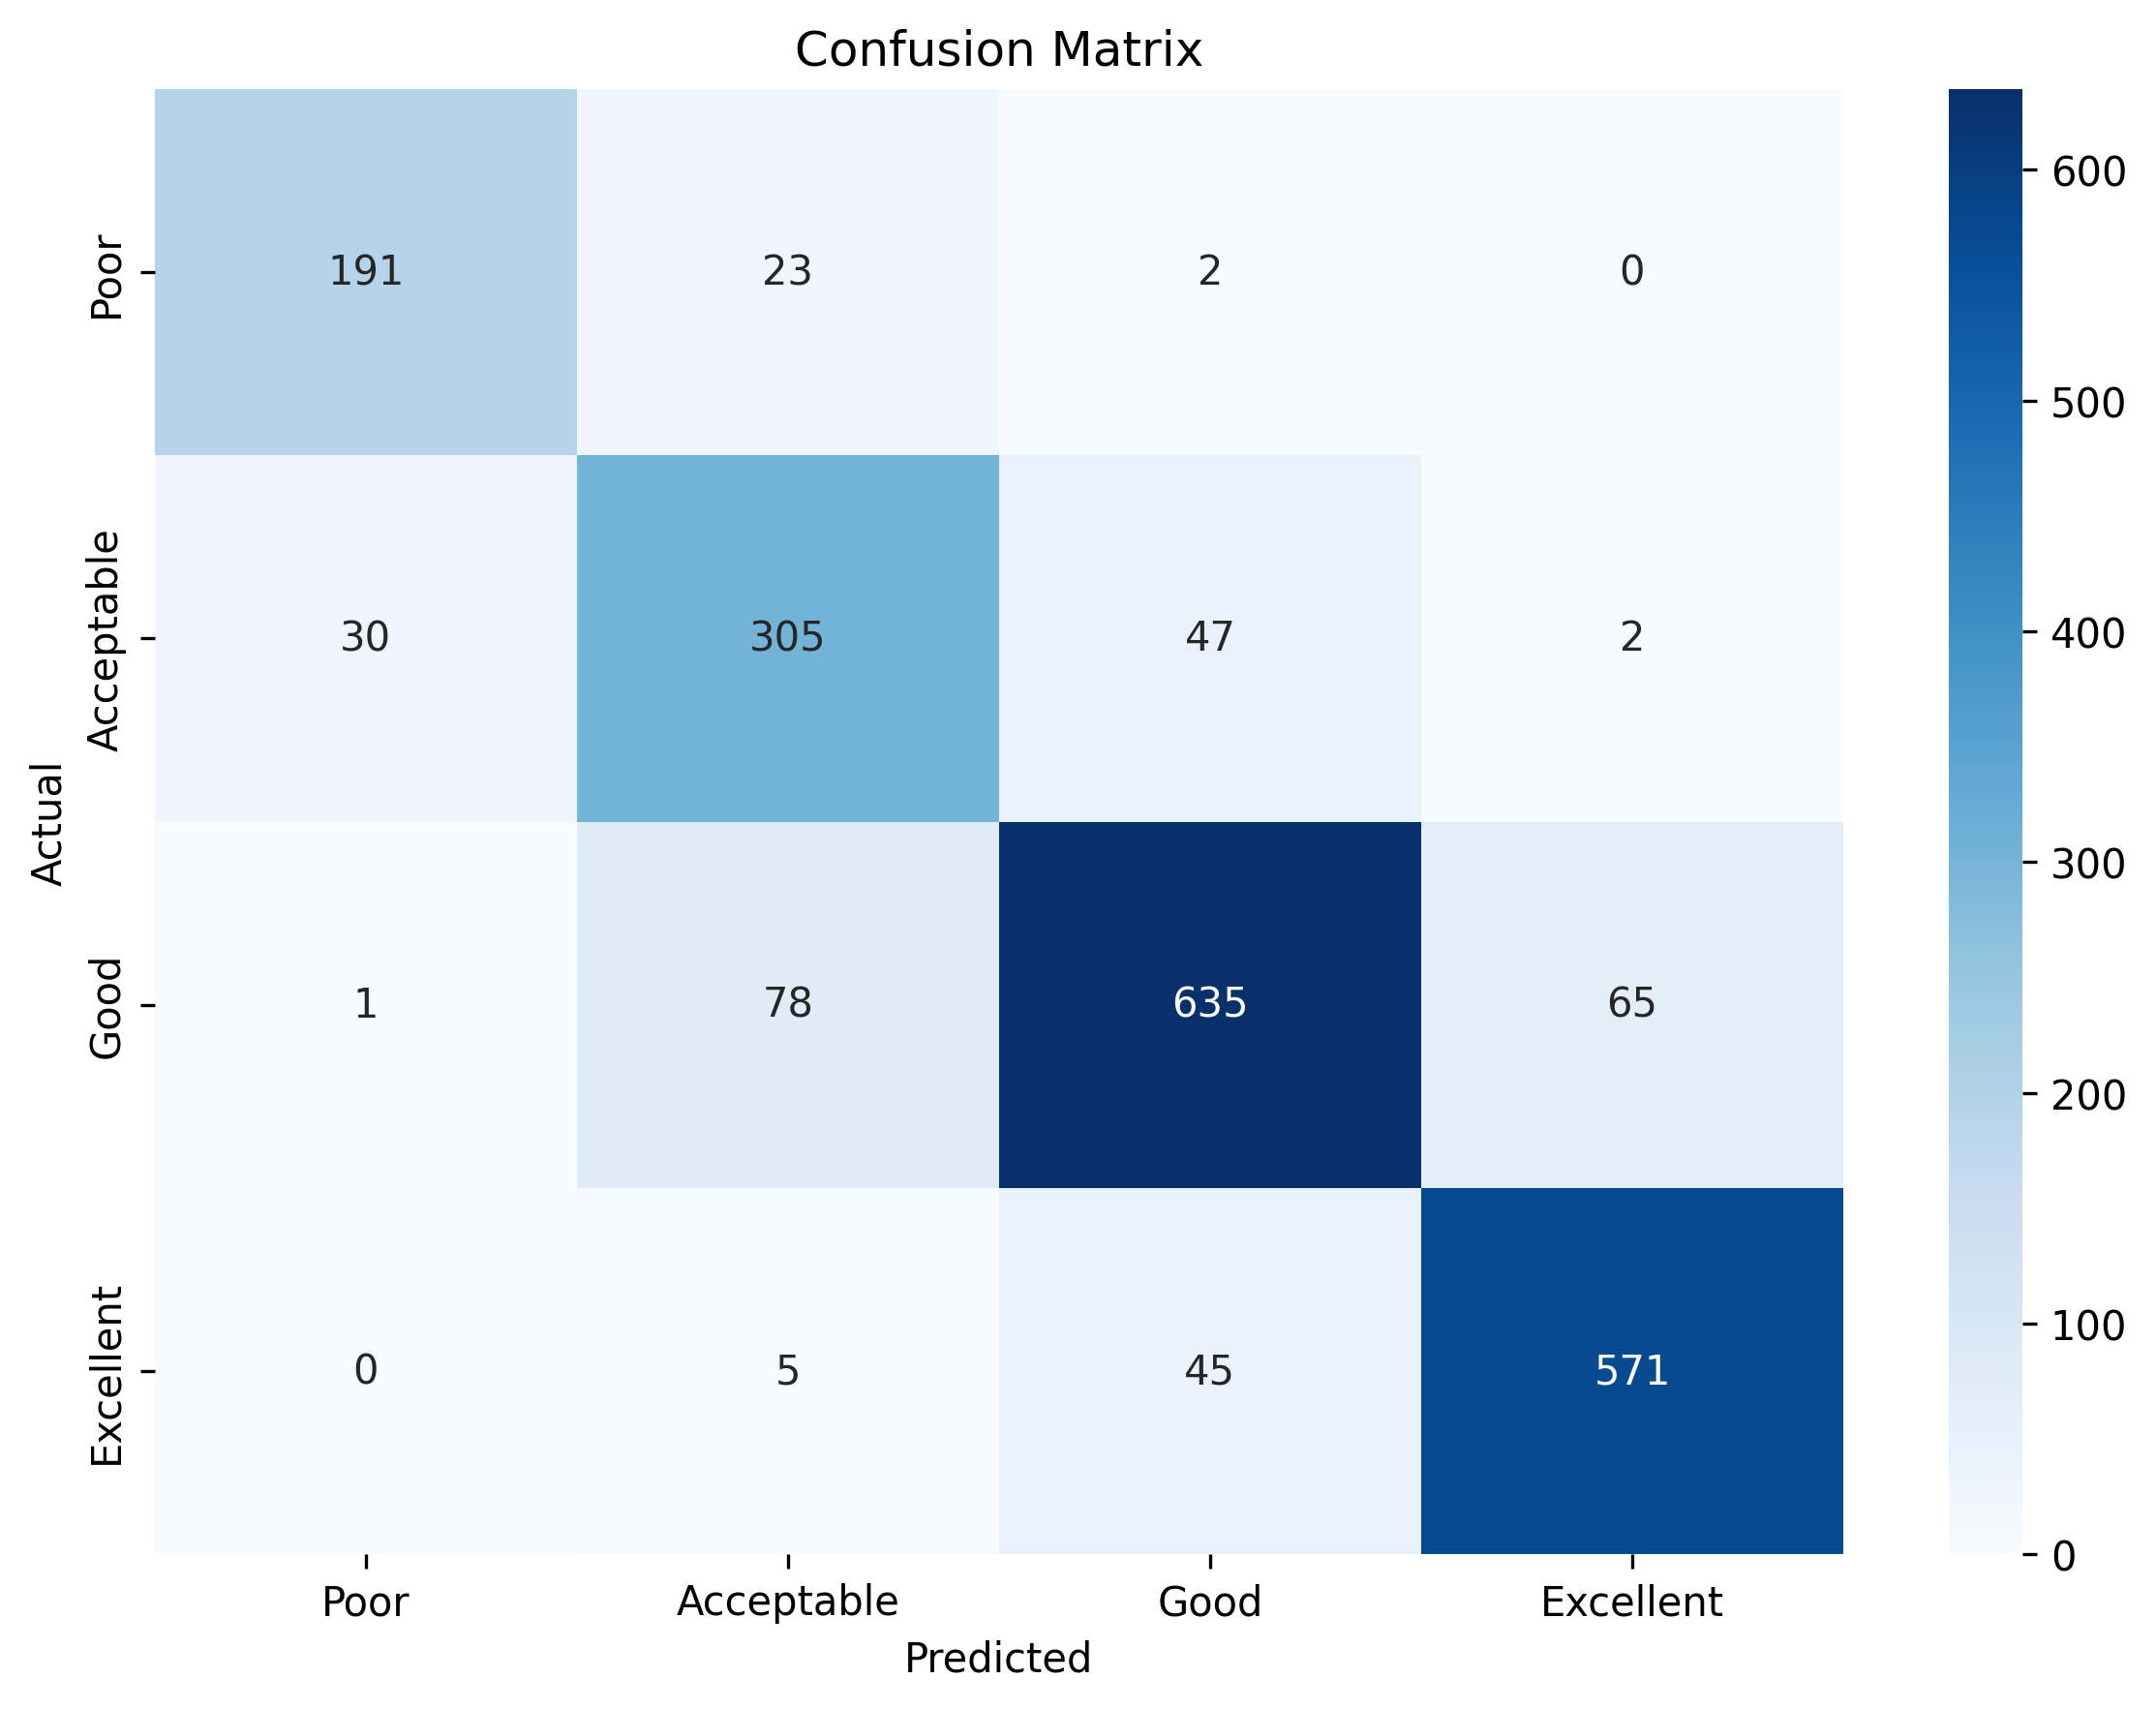 Confusion Matrix
Actual
Poor 191 23 2 0
Acceptable 30 305 47 2
Good 1 78 635 65
Excellent 0 5 45 571
Poor Acceptable Good Excellent
Predicted
600
500
400
300
200
100
0